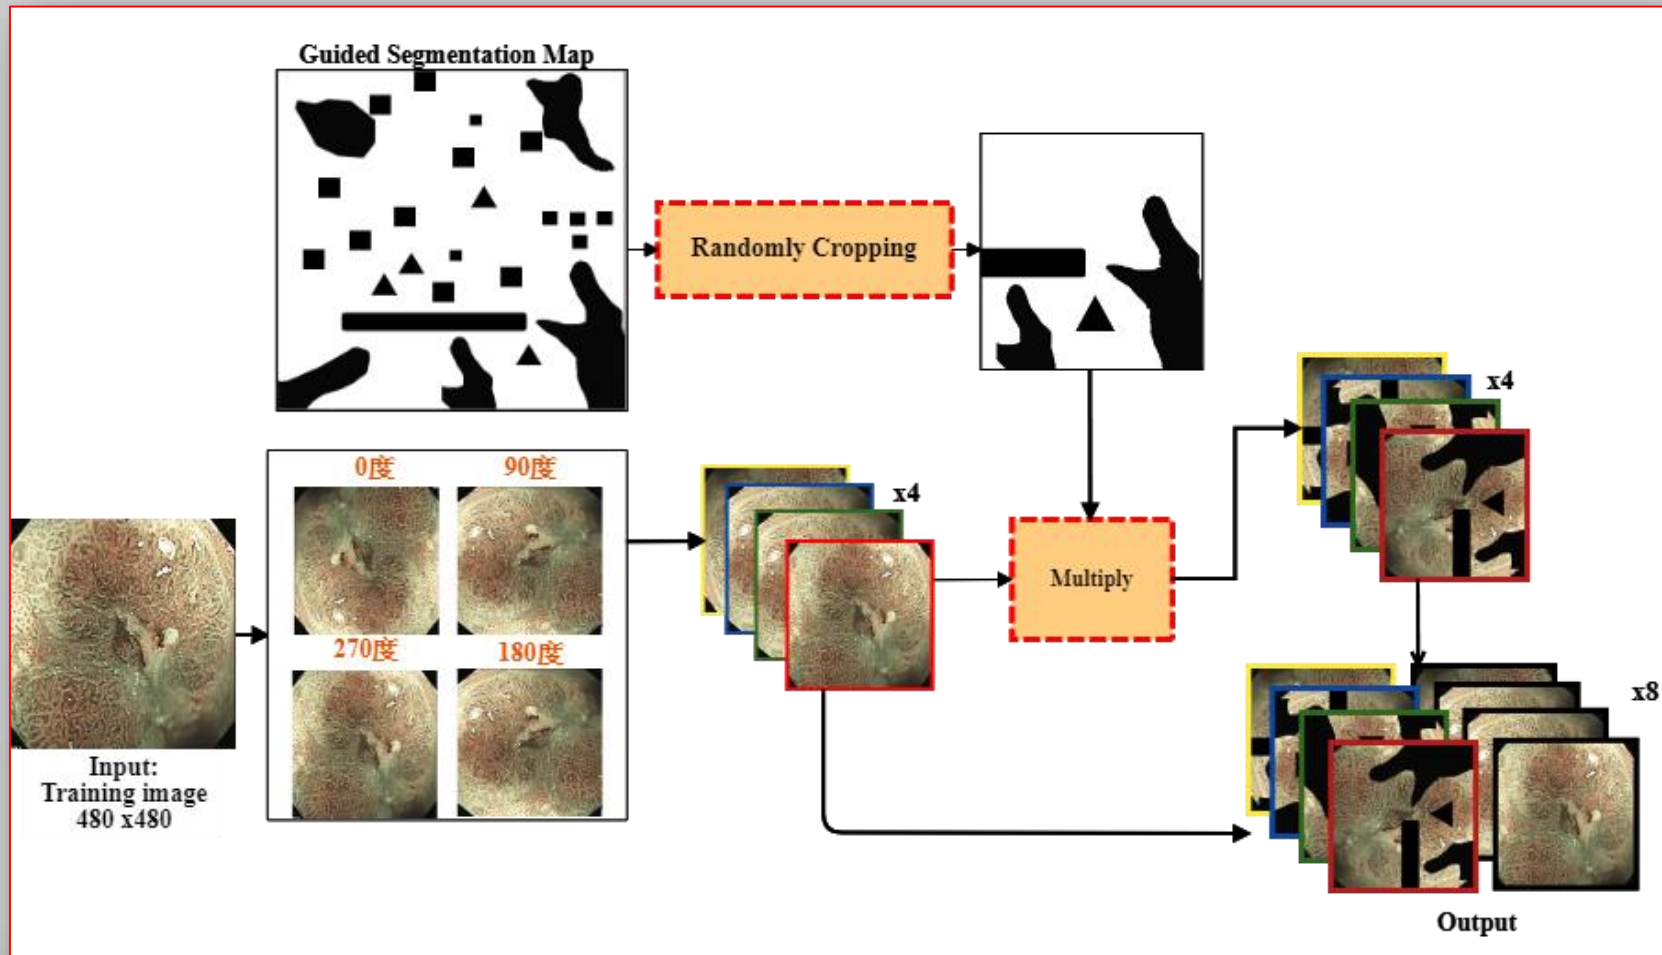 Guided Segmentation Map
Randomly Cropping
x4
0度
90度
x4
Multiply
270度
180度
x8
Input:
Training image
480 x480
Output